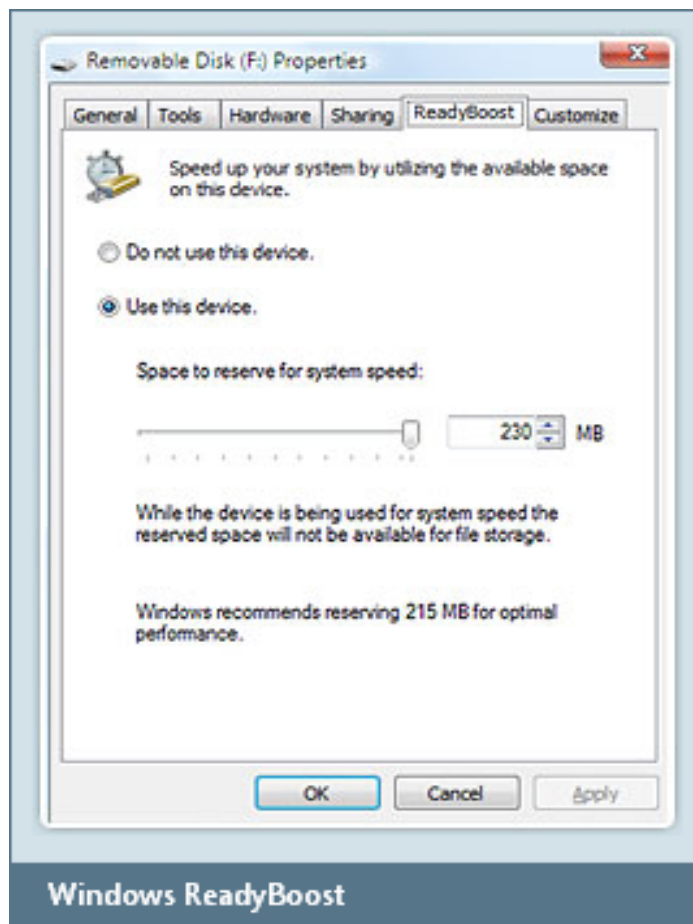 Removable Disk (F:) Properties
General Tools Hardware Sharing ReadyBoost Customize
Speed up your system by utilizing the available space
on this device.
Do not use this device.
Use this device.
Space to reserve for system speed:
230 MB
While the device is being used for system speed the
reserved space will not be available for file storage.
Windows recommends reserving 215 MB for optimal
performance.
OK Cancel Apply
Windows ReadyBoost